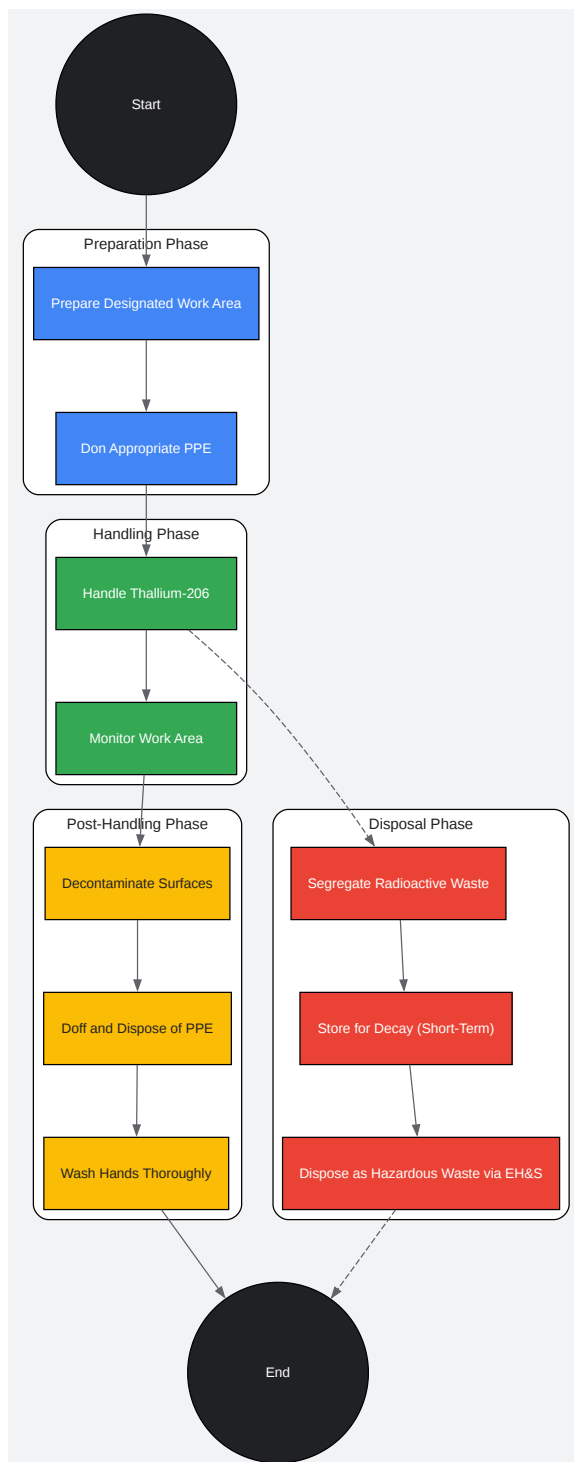 Start
Preparation Phase
Prepare Designated Work Area
Don Appropriate PPE
Handling Phase
Handle Thallium-206
Monitor Work Area
Post-Handling Phase
Decontaminate Surfaces
Doff and Dispose of PPE
Wash Hands Thoroughly
Disposal Phase
Segregate Radioactive Waste
Store for Decay (Short-Term)
Dispose as Hazardous Waste via EH&S
End